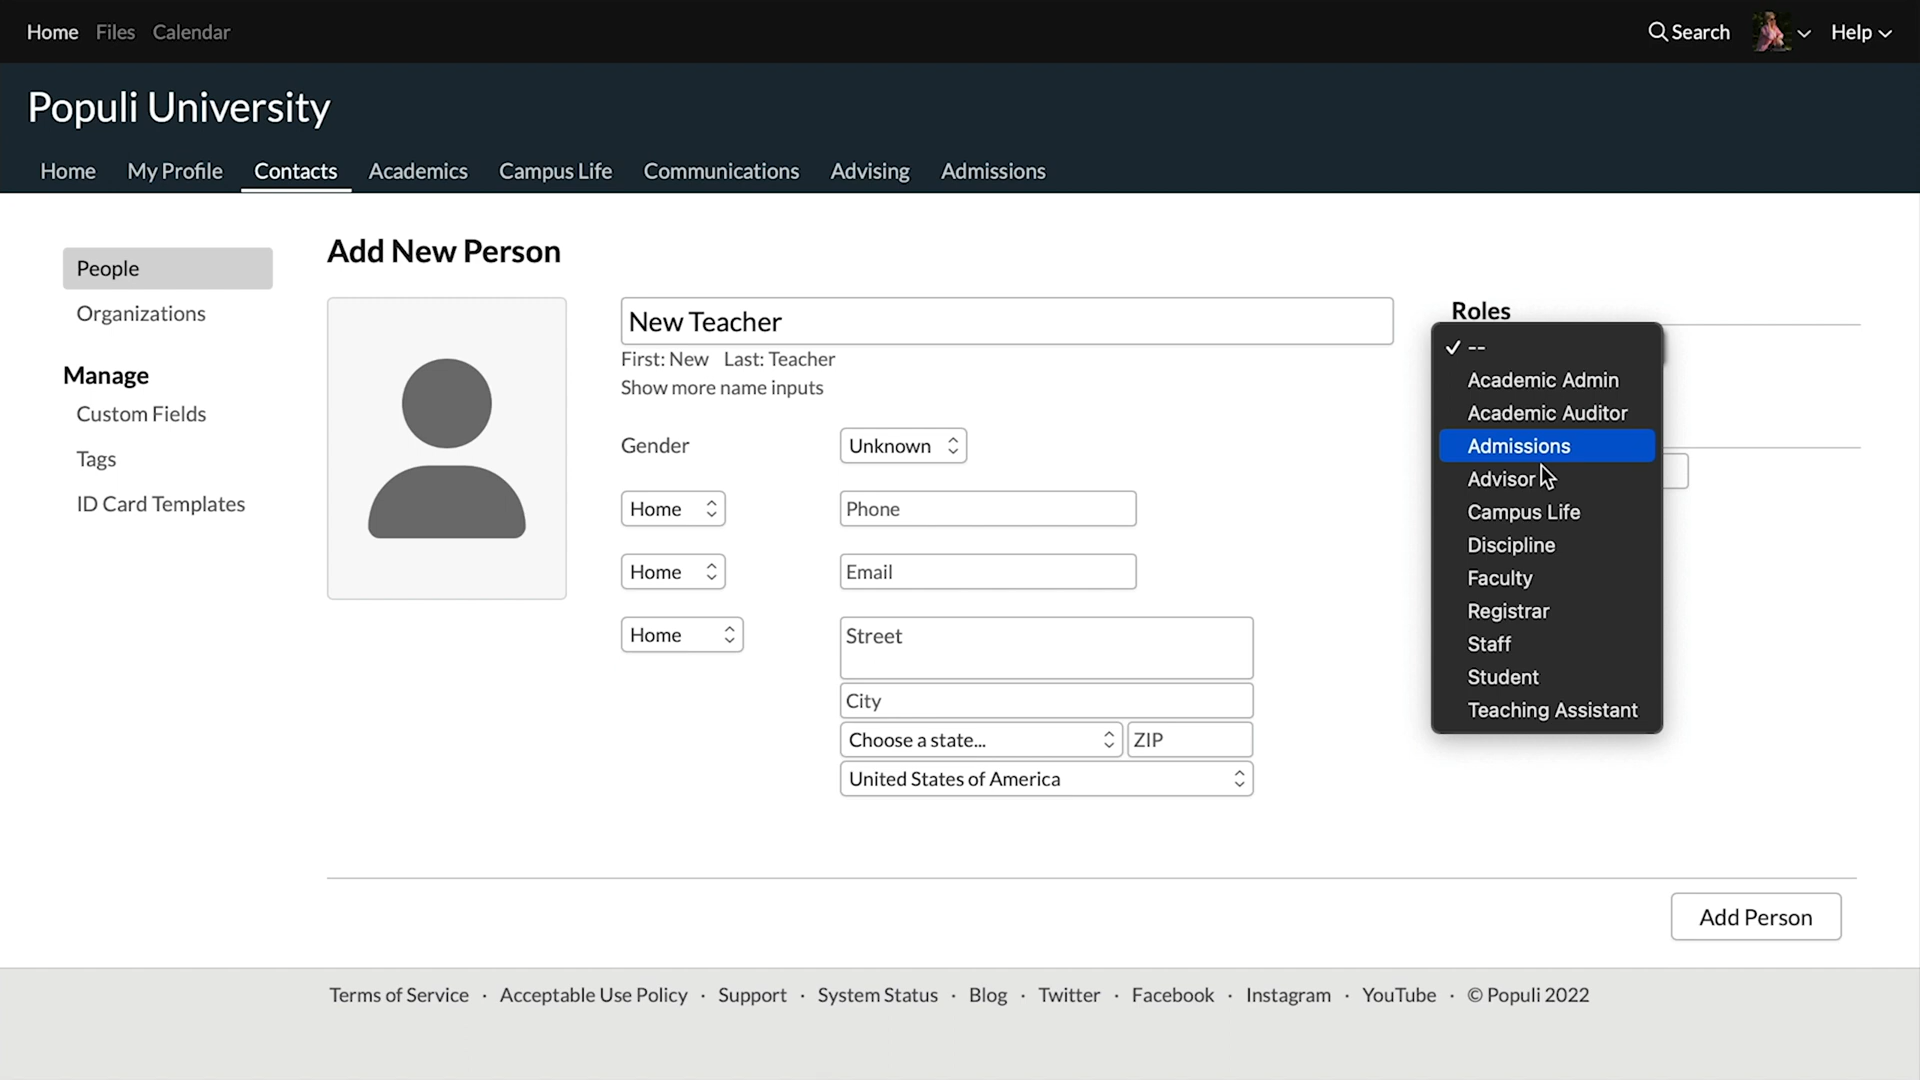 Home Files Calendar
Search
Help
Populi University
Home My Profile Contacts Academics Campus Life Communications Advising Admissions
People
Organizations
Manage
Custom Fields
Tags
ID Card Templates
Add New Person
New Teacher
First: New Last: Teacher
Show more name inputs
Gender
Unknown
Home
Phone
Home
Email
Home
Street
City
Choose a state...
ZIP
United States of America
Roles
✓ --
Academic Admin
Academic Auditor
Admissions
Advisor
Campus Life
Discipline
Faculty
Registrar
Staff
Student
Teaching Assistant
Add Person
Terms of Service · Acceptable Use Policy · Support · System Status · Blog · Twitter · Facebook · Instagram · YouTube · © Populi 2022